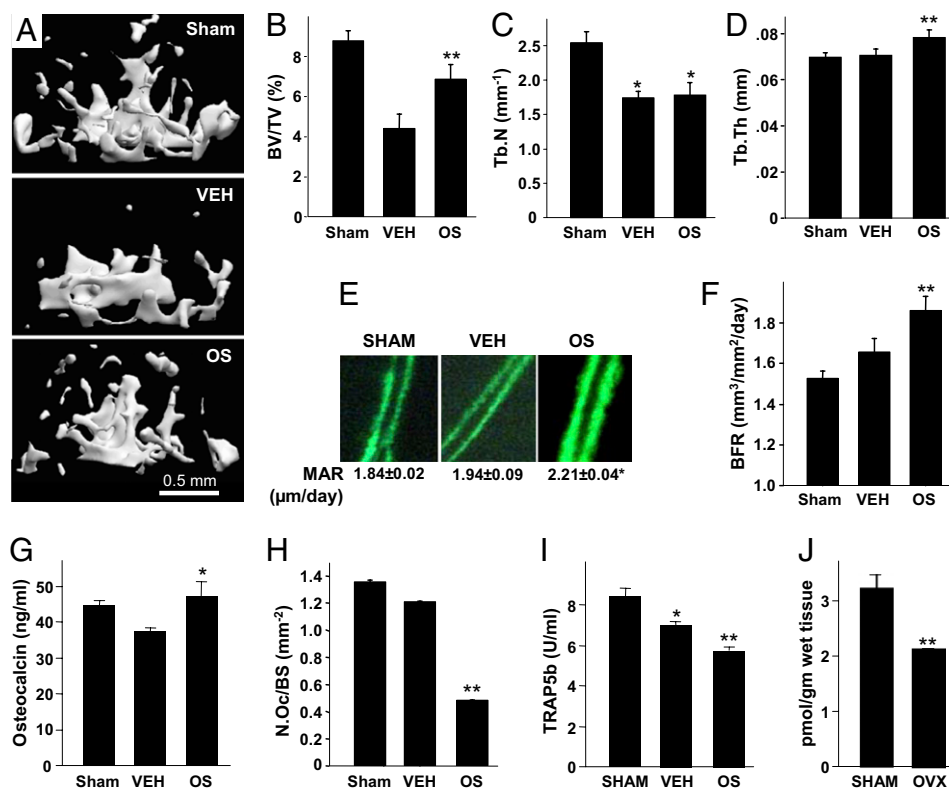 A
Sham
VEH
OS
0.5 mm
B
BV/TV (%)
8
6
4
2
0
**
Sham VEH OS
C
Tb.N (mm-1)
2.5
2.0
1.5
1.0
0.5
0
* *
Sham VEH OS
D
Tb.Th (mm)
.08
.06
.04
.02
0
**
Sham VEH OS
E
SHAM VEH OS
MAR 1.84±0.02 1.94±0.09 2.21±0.04*
(µm/day)
F
BFR (mm3/mm2/day)
1.8
1.6
1.4
1.2
1.0
**
Sham VEH OS
G
Osteocalcin (ng/ml)
50
40
30
20
10
0
*
Sham VEH OS
H
N.Oc/BS (mm-2)
1.4
1.2
1.0
0.8
0.6
0.4
0.2
0
**
Sham VEH OS
I
TRAP5b (U/ml)
8
6
4
2
0
* **
SHAM VEH OS
J
pmol/gm wet tissue
3
2
1
0
**
SHAM OVX